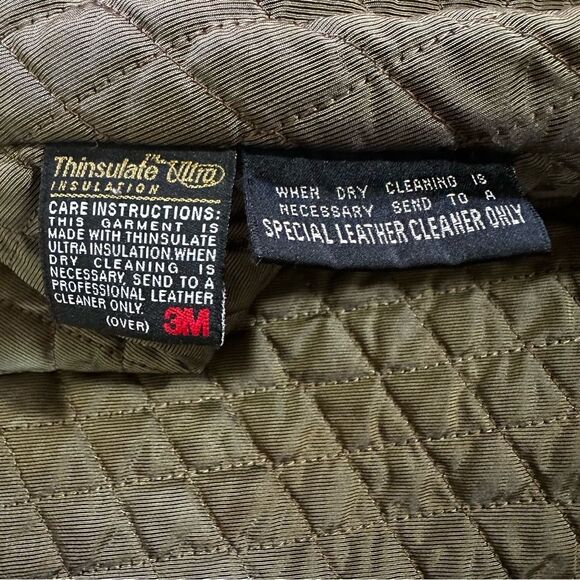 Thinsulate™ Ultra
INSULATION
CARE INSTRUCTIONS:
THIS GARMENT IS
MADE WITH THINSULATE
ULTRA INSULATION. WHEN
DRY CLEANING IS
NECESSARY, SEND TO A
PROFESSIONAL LEATHER
CLEANER ONLY.
(OVER) 3M
WHEN DRY CLEANING IS
NECESSARY SEND TO A
SPECIAL LEATHER CLEANER ONLY